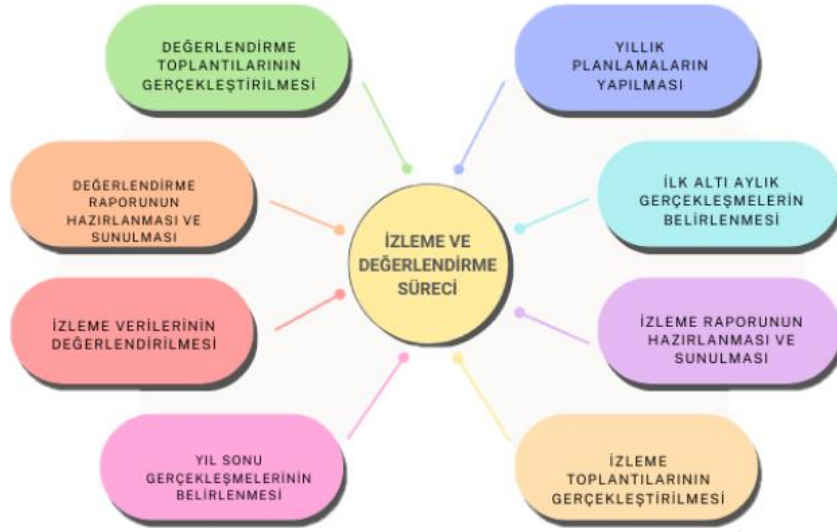 DEĞERLENDİRME
TOPLANTILARININ
GERÇEKLEŞTİRİLMESİ
YILLIK
PLANLAMALARIN
YAPILMASI
DEĞERLENDİRME
RAPORUNUN
HAZIRLANMASI VE
SUNULMASI
İLK ALTI AYLIK
GERÇEKLEŞMELERİN
BELİRLENMESİ
İZLEME VE
DEĞERLENDİRME
SÜRECİ
İZLEME VERİLERİNİN
DEĞERLENDİRİLMESİ
İZLEME RAPORUNUN
HAZIRLANMASI VE
SUNULMASI
YIL SONU
GERÇEKLEŞMELERİNİN
BELİRLENMESİ
İZLEME
TOPLANTILARININ
GERÇEKLEŞTİRİLMESİ